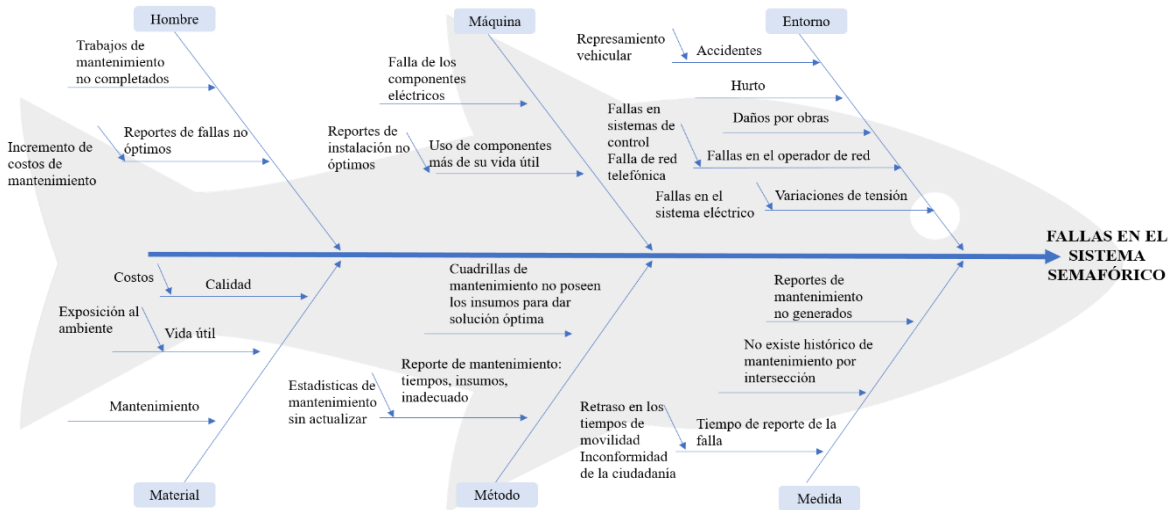 Hombre
Máquina
Entorno
Trabajos de
mantenimiento
no completados
Reportes de fallas no
óptimos
Incremento de
costos de
mantenimiento
Falla de los
componentes
eléctricos
Reportes de
instalación no
óptimos
Uso de componentes
más de su vida útil
Represamiento
vehicular
Accidentes
Hurto
Daños por obras
Fallas en
sistemas de
control
Falla de red
telefónica
Fallas en el operador de red
Fallas en el
sistema eléctrico
Variaciones de tensión
FALLAS EN EL
SISTEMA
SEMAFÓRICO
Costos
Calidad
Exposición al
ambiente
Vida útil
Mantenimiento
Cuadrillas de
mantenimiento no poseen
los insumos para dar
solución óptima
Estadísticas de
mantenimiento
sin actualizar
Reporte de mantenimiento:
tiempos, insumos,
inadecuado
Reportes de
mantenimiento
no generados
No existe histórico de
mantenimiento por
intersección
Retraso en los
tiempos de
movilidad
Inconformidad
de la ciudadanía
Tiempo de reporte de la
falla
Material
Método
Medida